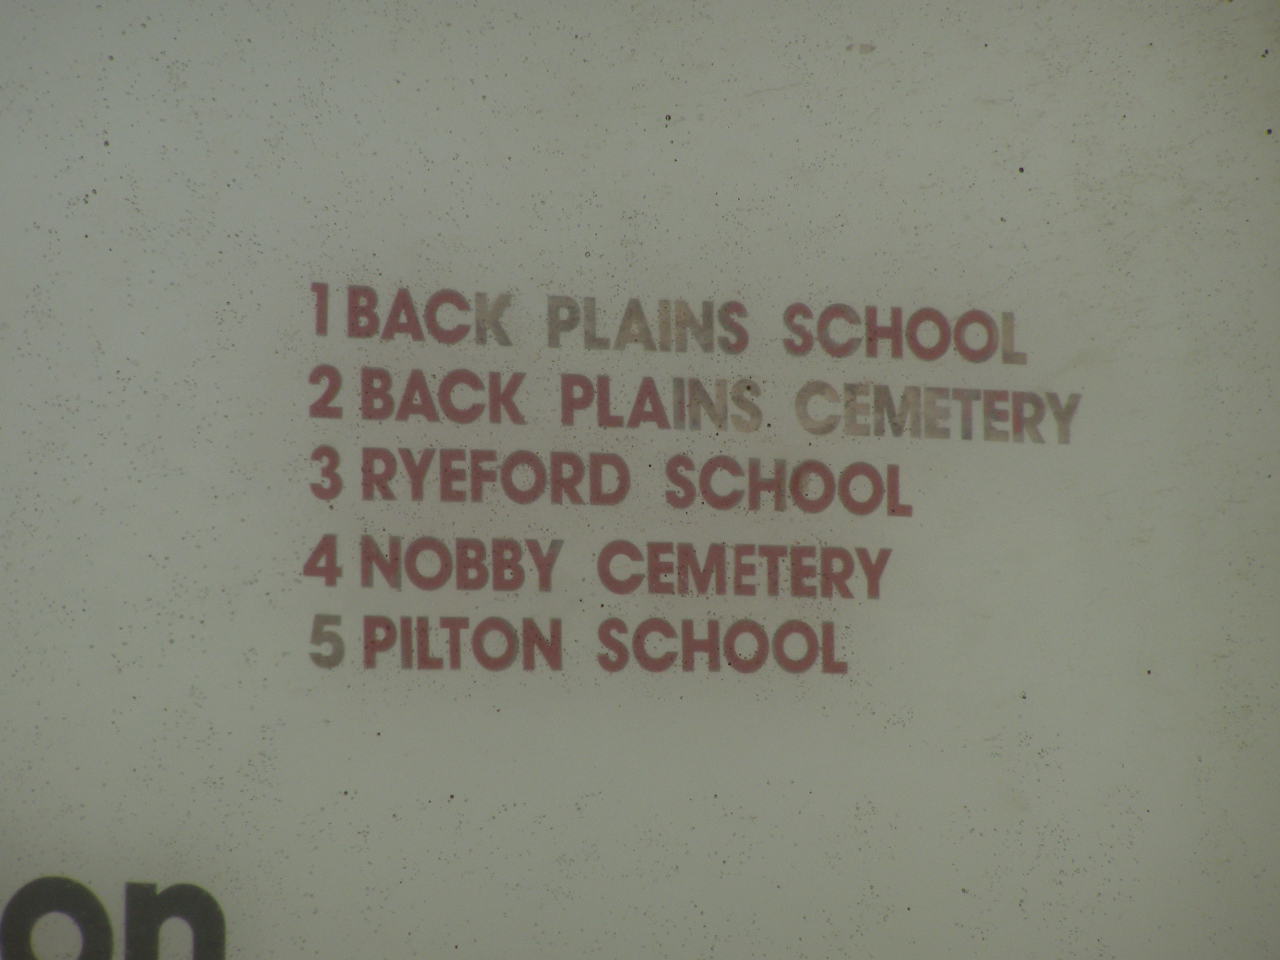 1 BACK PLAINS SCHOOL
2 BACK PLAINS CEMETERY
3 RYEFORD SCHOOL
4 NOBBY CEMETERY
5 PILTON SCHOOL
on